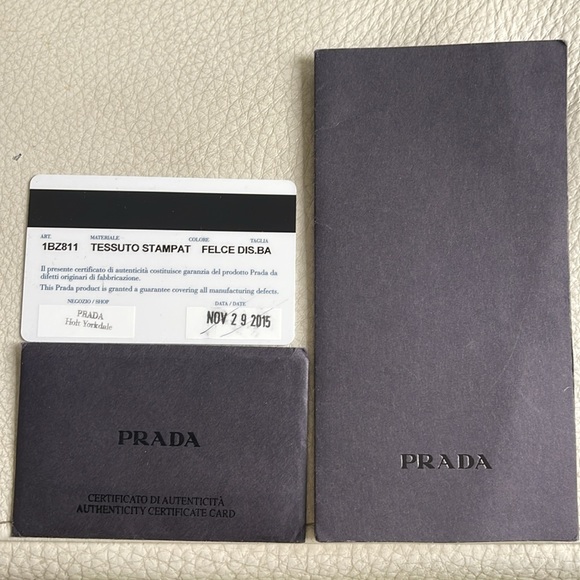 ART. MATERIALE COLORE TAGLIA
1BZ811 TESSUTO STAMPAT FELCE DIS.BA
Il presente certificato di autenticità costituisce garanzia del prodotto Prada da
difetti originari di fabbricazione.
This Prada product is granted a guarantee covering all manufacturing defects.
NEGOZIO / SHOP DATA / DATE
PRADA
Holt Yorkdale
NOV 29 2015
PRADA
CERTIFICATO DI AUTENTICITÀ
AUTHENTICITY CERTIFICATE CARD
PRADA